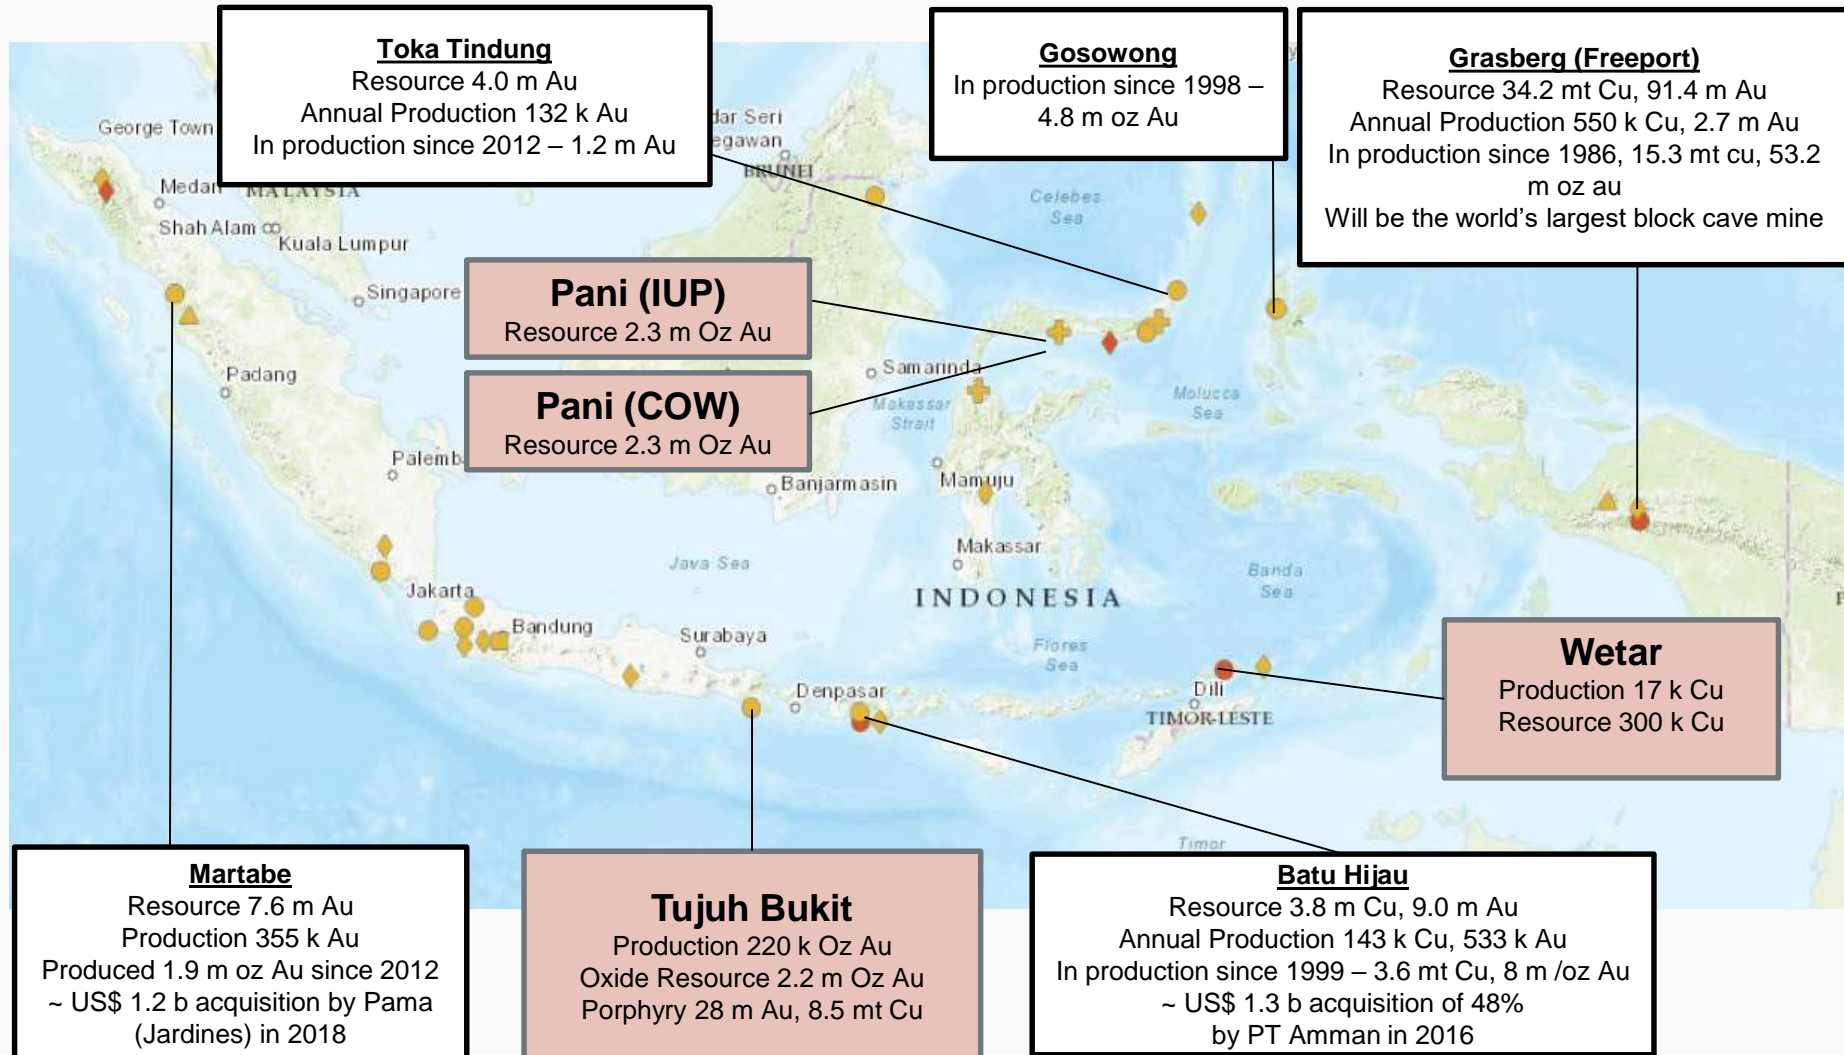 Toka Tindung
Resource 4.0 m Au
Annual Production 132 k Au
In production since 2012 – 1.2 m Au
Gosowong
In production since 1998 –
4.8 m oz Au
Grasberg (Freeport)
Resource 34.2 mt Cu, 91.4 m Au
Annual Production 550 k Cu, 2.7 m Au
In production since 1986, 15.3 mt cu, 53.2
m oz au
Will be the world's largest block cave mine
George Town
dar Seri
egawan
BRUNEI
Medan
MALAYSIA
Shah Alam
Kuala Lumpur
Celebes
Sea
Singapore
Pani (IUP)
Resource 2.3 m Oz Au
Pani (COW)
Resource 2.3 m Oz Au
Padang
Samarinda
Makassar
Strait
Molucca
Sea
Palemb
Banjarmasin
Mamuju
Java Sea
Makassar
Banda
Sea
Jakarta
INDONESIA
Bandung
Surabaya
Flores
Sea
Denpasar
Dili
TIMOR-LESTE
Wetar
Production 17 k Cu
Resource 300 k Cu
Timor
Martabe
Resource 7.6 m Au
Production 355 k Au
Produced 1.9 m oz Au since 2012
~ US$ 1.2 b acquisition by Pama
(Jardines) in 2018
Tujuh Bukit
Production 220 k Oz Au
Oxide Resource 2.2 m Oz Au
Porphyry 28 m Au, 8.5 mt Cu
Batu Hijau
Resource 3.8 m Cu, 9.0 m Au
Annual Production 143 k Cu, 533 k Au
In production since 1999 – 3.6 mt Cu, 8 m /oz Au
~ US$ 1.3 b acquisition of 48%
by PT Amman in 2016